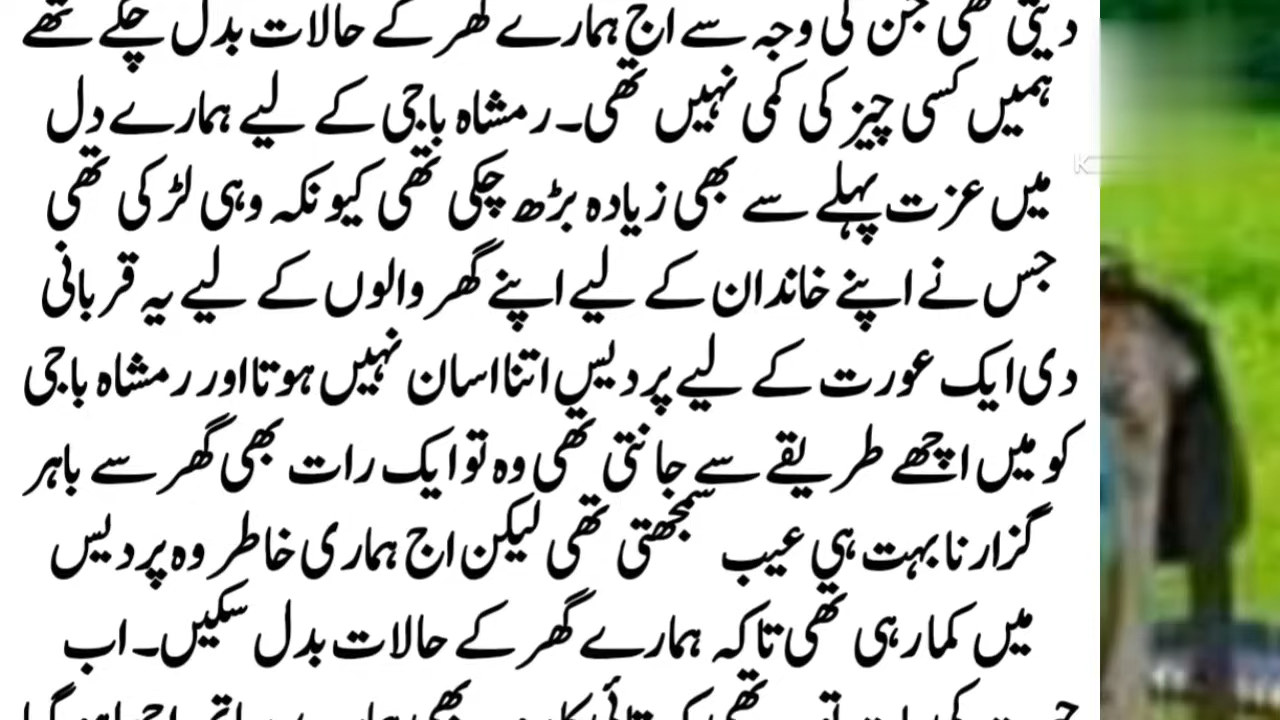 دیتی تھی جن کی وجہ سے اج ہمارے گھر کے حالات بدل چکے تھے
ہمیں کسی چیز کی کمی نہیں تھی۔رمشاہ باجی کے لیے ہمارے دل
میں عزت پہلے سے بھی زیادہ بڑھ چکی تھی کیونکہ وہی لڑکی تھی
جس نے اپنے خاندان کے لیے اپنے گھر والوں کے لیے یہ قربانی
دی ایک عورت کے لیے پردیس اتنا اسان نہیں ہوتا اور رمشاہ باجی
کو میں اچھے طریقے سے جانتی تھی وہ تو ایک رات بھی گھر سے باہر
گزارنا بہت ہی عیب سمجھتی تھی لیکن اج ہماری خاطر وہ پردیس
میں کما رہی تھی تاکہ ہمارے گھر کے حالات بدل سکیں۔اب